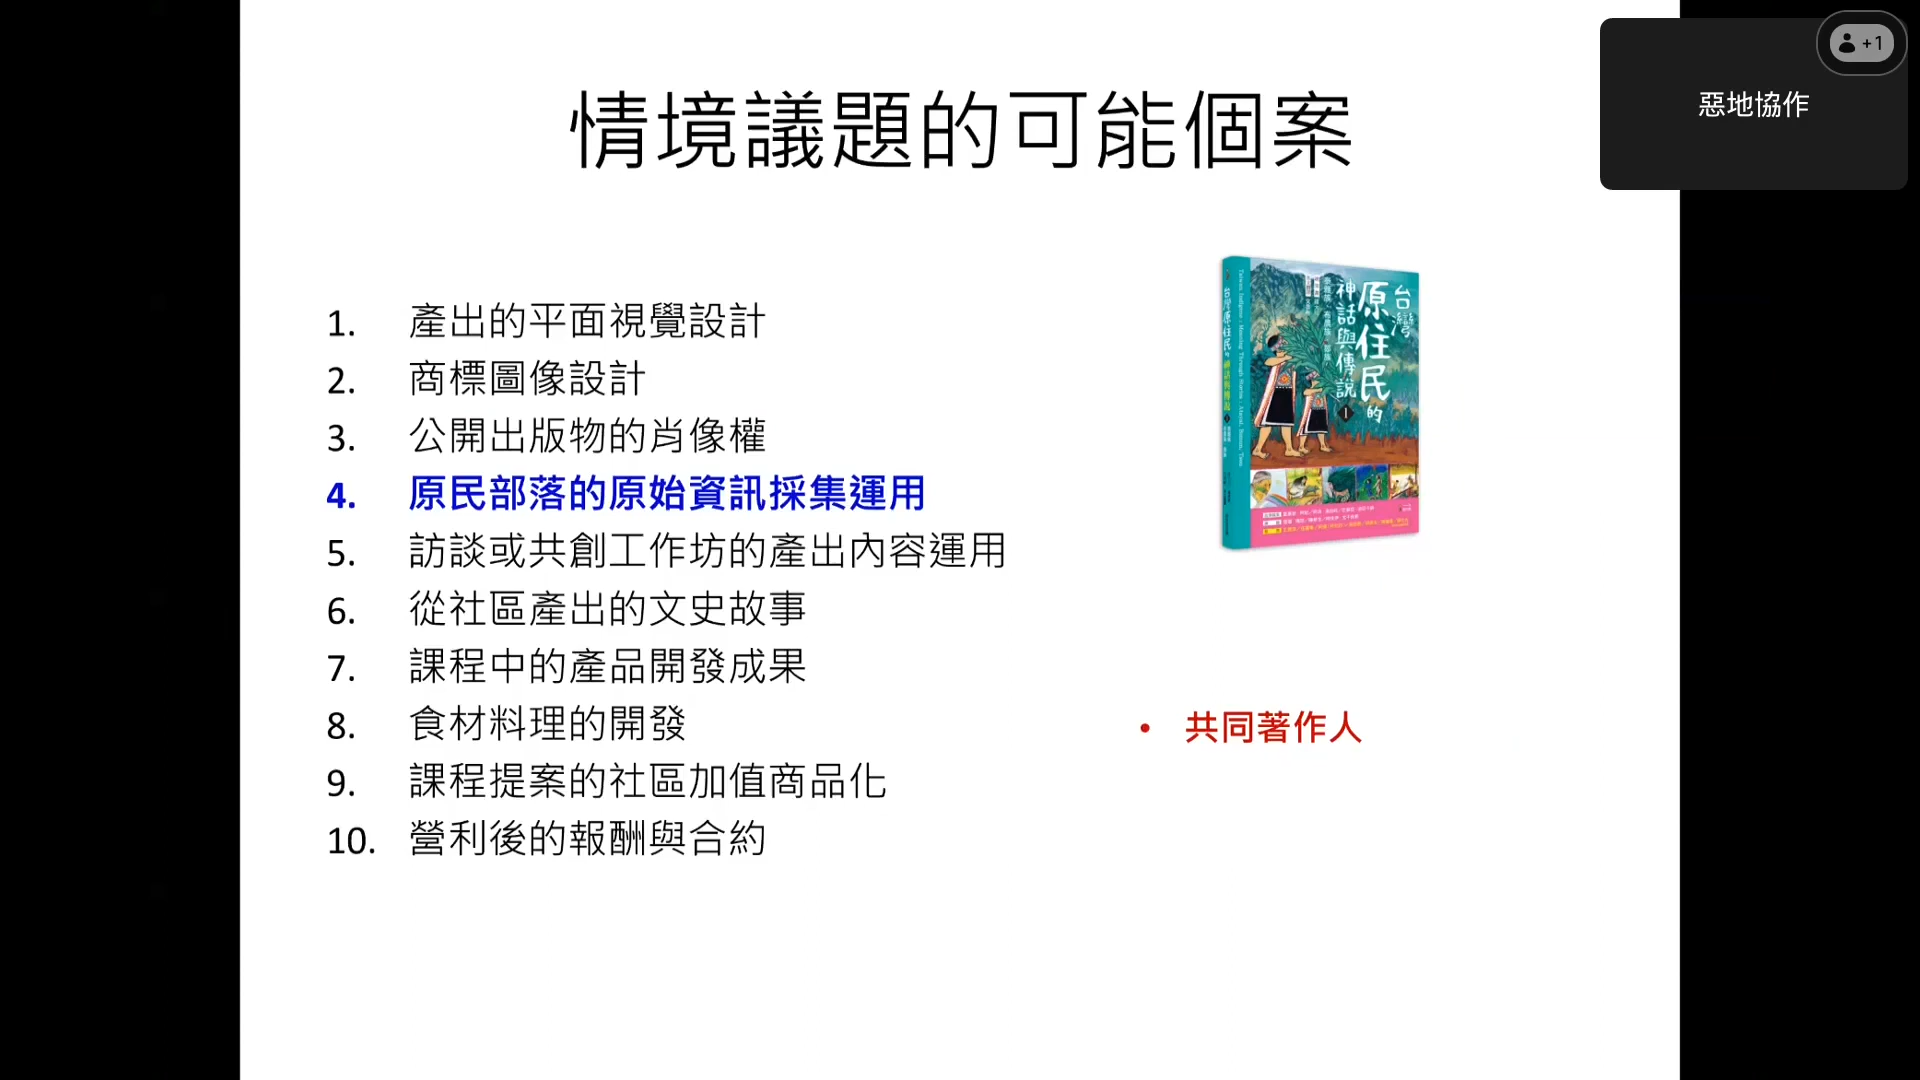 情境議題的可能個案
+1
惡地協作
1. 產出的平面視覺設計
2. 商標圖像設計
3. 公開出版物的肖像權
4. 原民部落的原始資訊採集運用
5. 訪談或共創工作坊的產出內容運用
6. 從社區產出的文史故事
7. 課程中的產品開發成果
8. 食材料理的開發
9. 課程提案的社區加值商品化
10. 營利後的報酬與合約
台灣
原住民的
神話與傳說
1
• 共同著作人